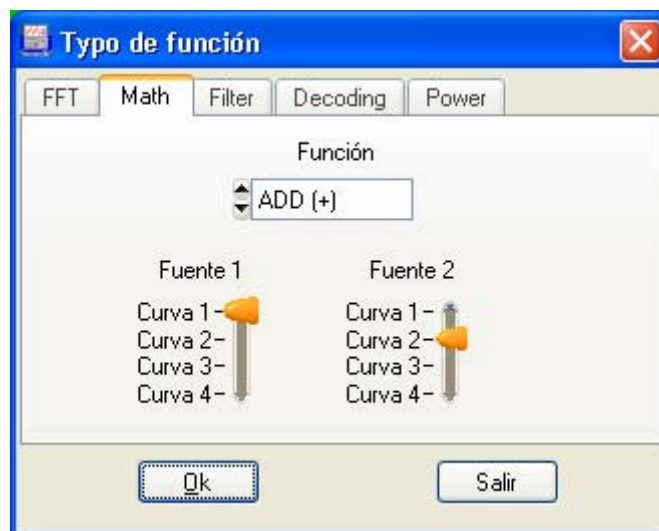 Typo de función
FFT Math Filter Decoding Power
Función
ADD (+)
Fuente 1 Fuente 2
Curva 1 Curva 1
Curva 2 Curva 2
Curva 3 Curva 3
Curva 4 Curva 4
Ok Salir